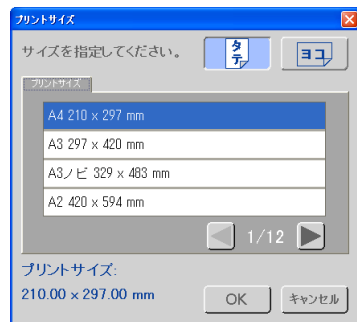 プリントサイズ
サイズを指定してください。
タテ
ヨコ
プリントサイズ
A4 210 x 297 mm
A3 297 x 420 mm
A3ノビ 329 x 483 mm
A2 420 x 594 mm
1/12
プリントサイズ:
210.00 x 297.00 mm
OK
キャンセル